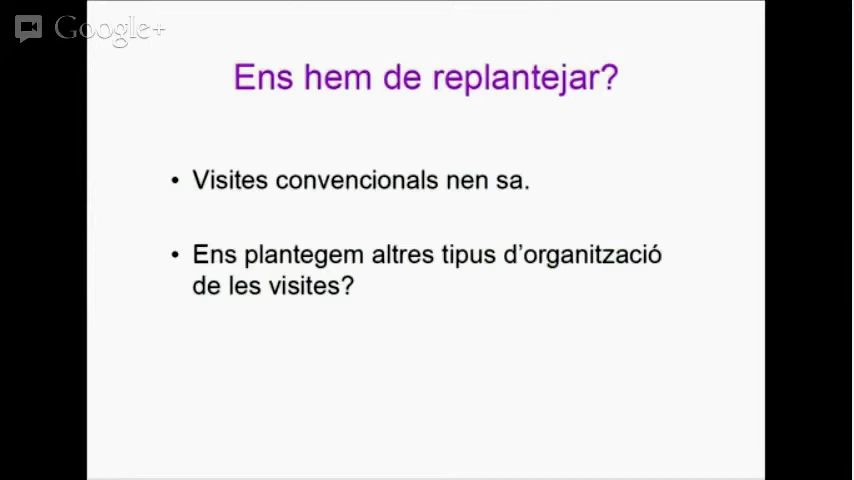 Google+
Ens hem de replantejar?
• Visites convencionals nen sa.
• Ens plantegem altres tipus d’organització
de les visites?